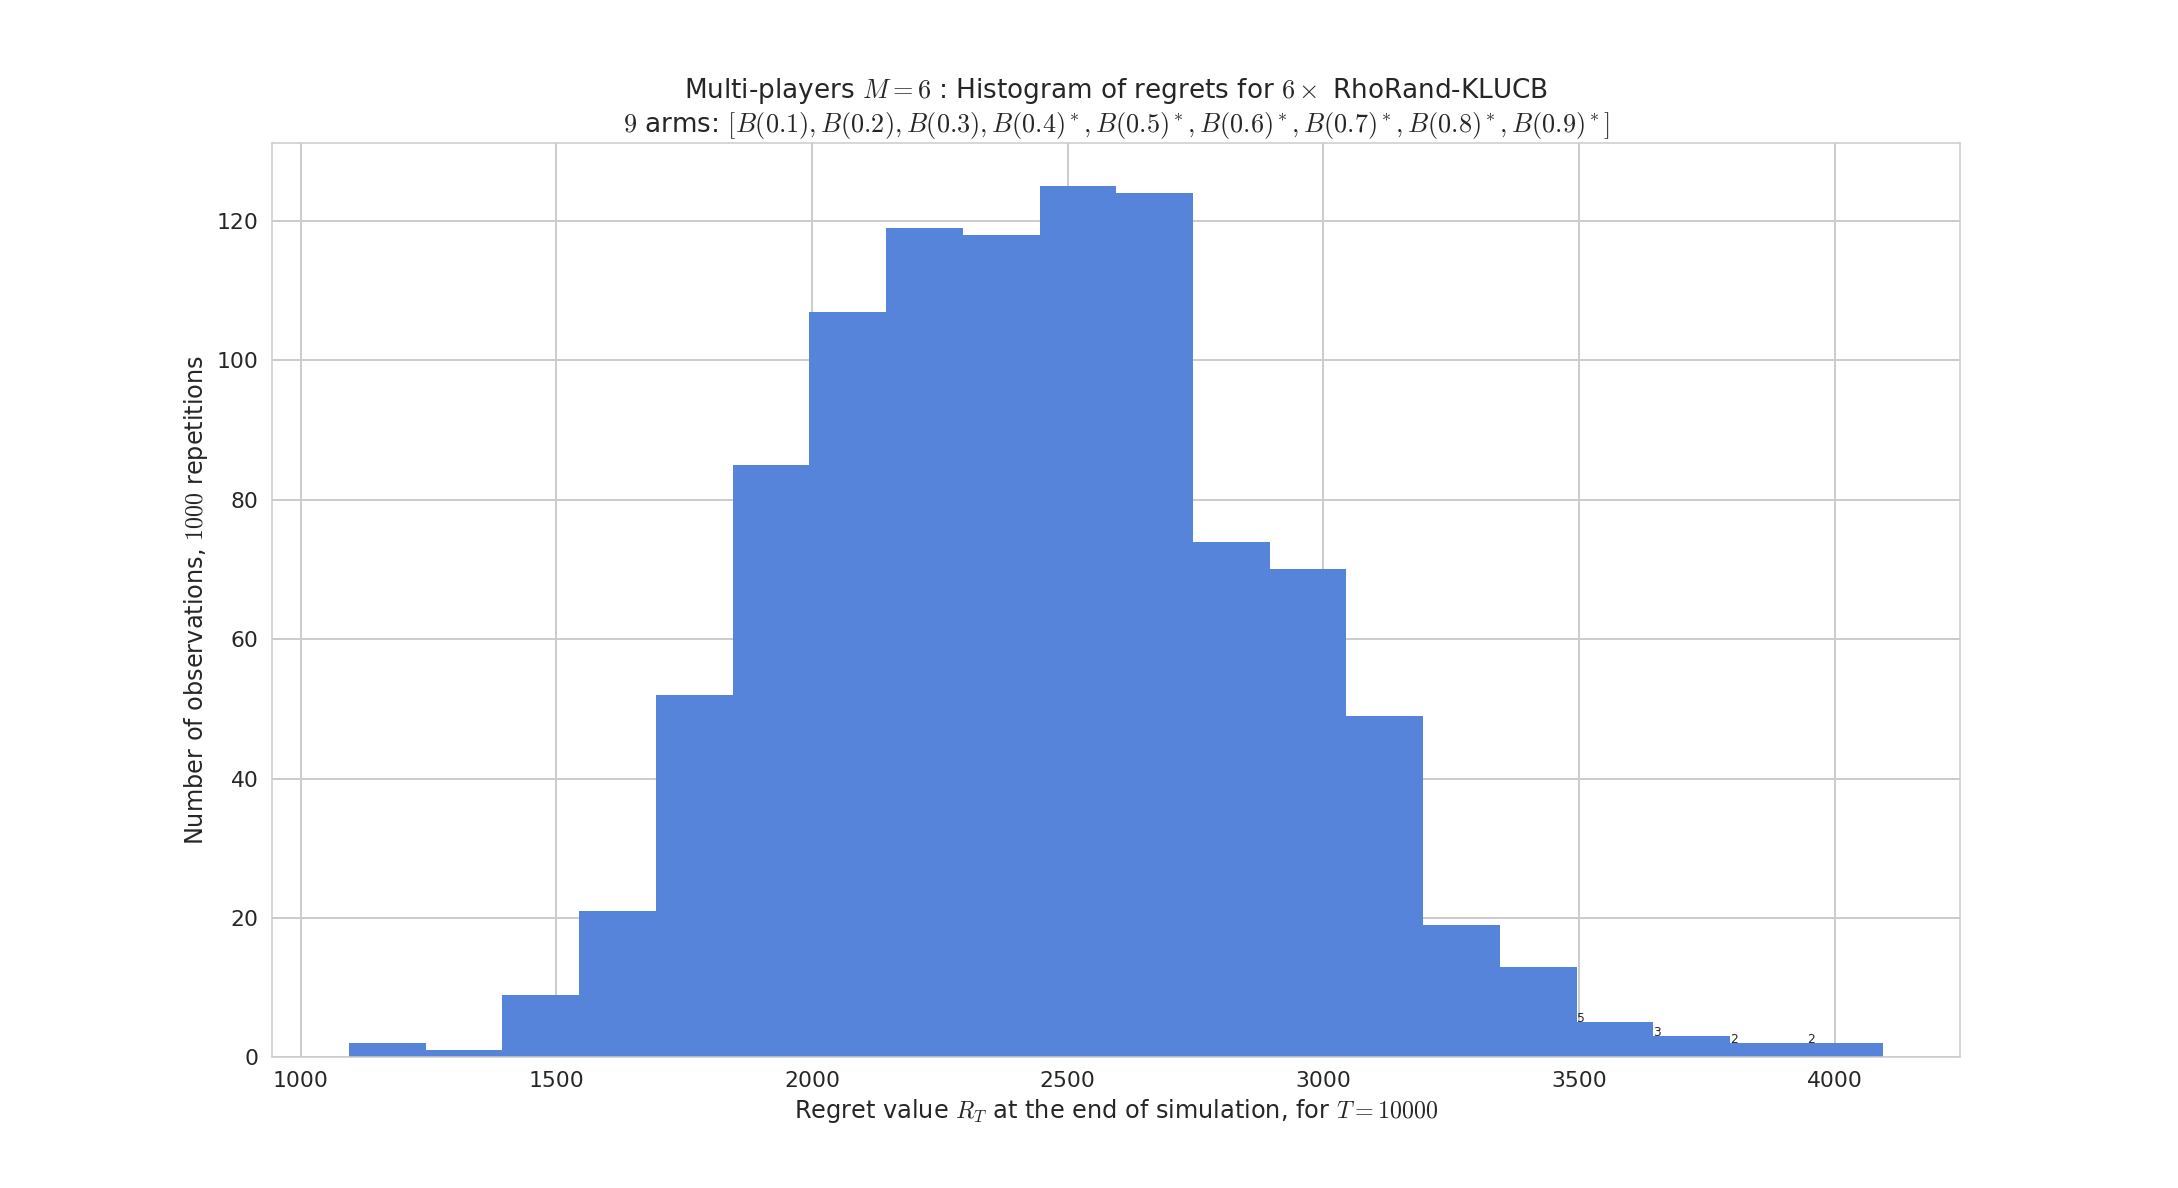 Multi-players M = 6 : Histogram of regrets for 6× RhoRand-KLUCB
9 arms: [B(0.1), B(0.2), B(0.3), B(0.4)*, B(0.5)*, B(0.6)*, B(0.7)*, B(0.8)*, B(0.9)*]
Number of observations, 1000 repetitions
120
100
80
60
40
20
0
5
3
2
2
1000 1500 2000 2500 3000 3500 4000
Regret value R_T at the end of simulation, for T = 10000